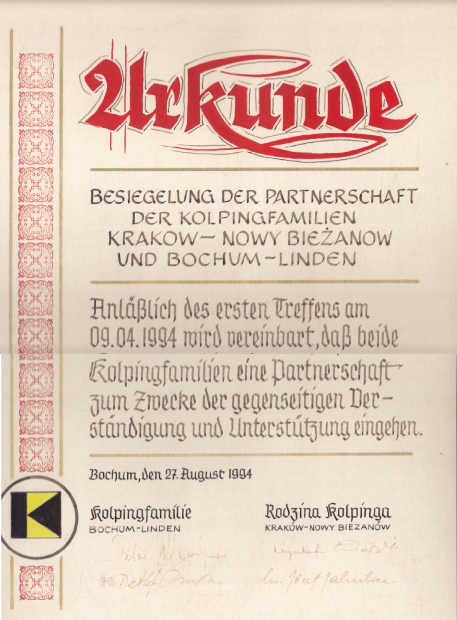 Urkunde
BESIEGELUNG DER PARTNERSCHAFT
DER KOLPINGFAMILIEN
KRAKOW – NOWY BIEŻANOW
UND BOCHUM – LINDEN
Anläßlich des ersten Treffens am
09.04.1994 wird vereinbart, daß beide
Kolpingfamilien eine Partnerschaft
zum Zwecke der gegenseitigen Ver-
ständigung und Unterstützung eingehen.
Bochum, den 27. August 1994
Kolpingfamilie
BOCHUM-LINDEN
Rodzina Kolpinga
KRAKÓW-NOWY BIEZANÓW
K